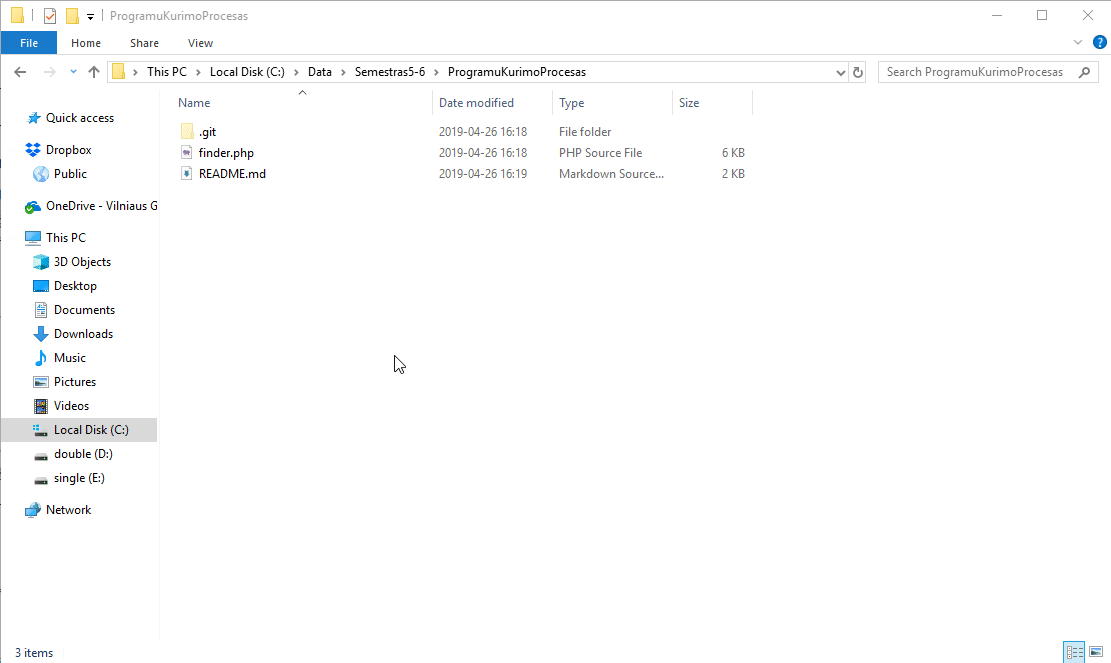 ProgramuKurimoProcesas
File Home Share View
This PC Local Disk (C:) Data Semestras5-6 ProgramuKurimoProcesas Search ProgramuKurimoProcesas
Name Date modified Type Size
.git 2019-04-26 16:18 File folder
finder.php 2019-04-26 16:18 PHP Source File 6 KB
README.md 2019-04-26 16:19 Markdown Source... 2 KB
Quick access
Dropbox
Public
OneDrive - Vilniaus G
This PC
3D Objects
Desktop
Documents
Downloads
Music
Pictures
Videos
Local Disk (C:)
double (D:)
single (E:)
Network
3 items